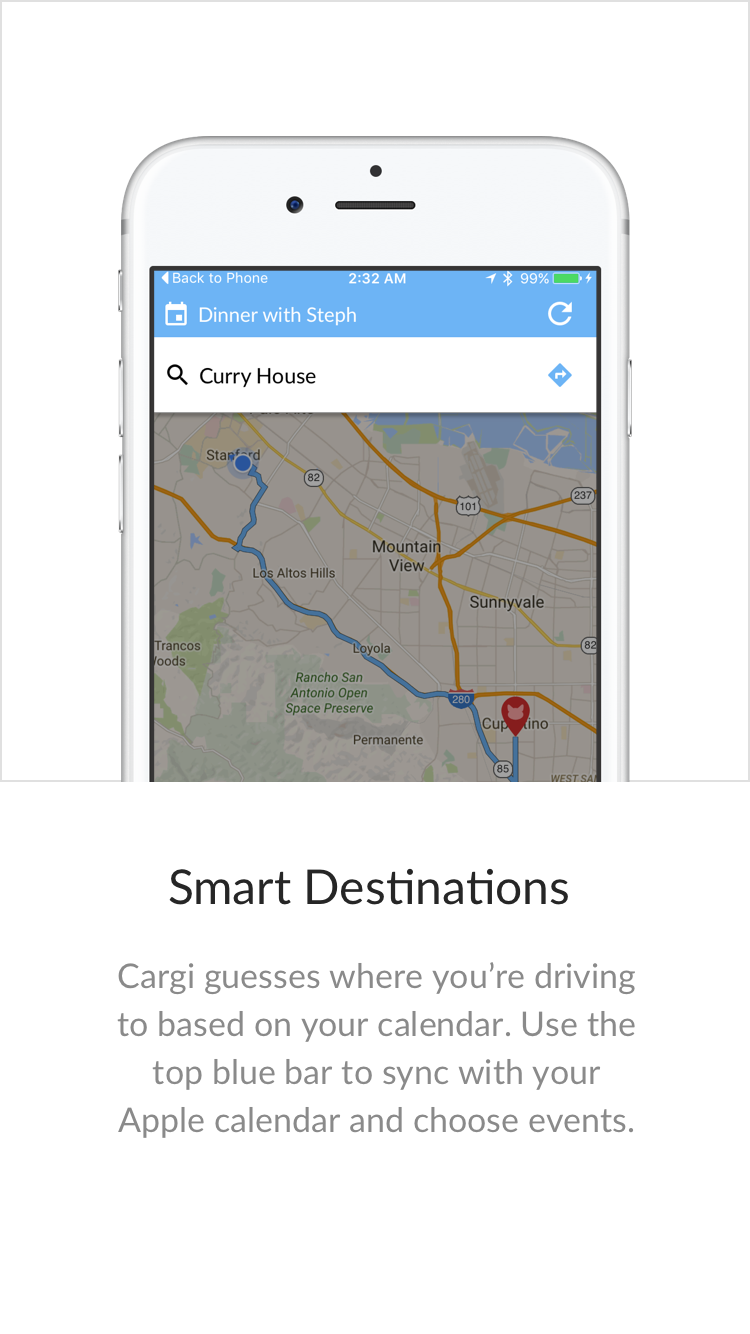 Back to Phone 2:32 AM 99%
Dinner with Steph
Curry House
Stanford
82
101
237
Mountain
View
Los Altos Hills
Sunnyvale
82
Trancos
Woods
Loyola
Rancho San
Antonio Open
Space Preserve
280
Cupertino
Permanente
85
WEST SA
Smart Destinations
Cargi guesses where you’re driving
to based on your calendar. Use the
top blue bar to sync with your
Apple calendar and choose events.